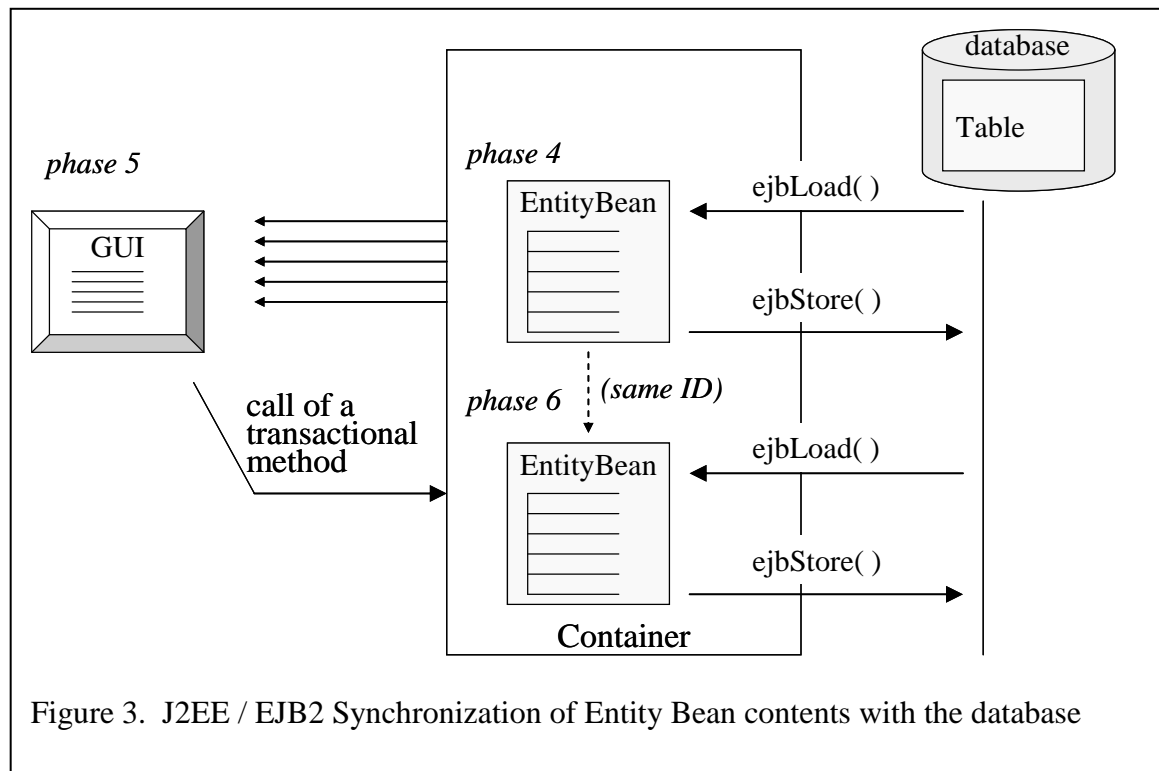 database
Table
phase 5
phase 4
ejbLoad( )
EntityBean
GUI
ejbStore( )
(same ID)
phase 6
call of a
transactional
method
ejbLoad( )
EntityBean
ejbStore( )
Container
Figure 3.  J2EE / EJB2 Synchronization of Entity Bean contents with the database